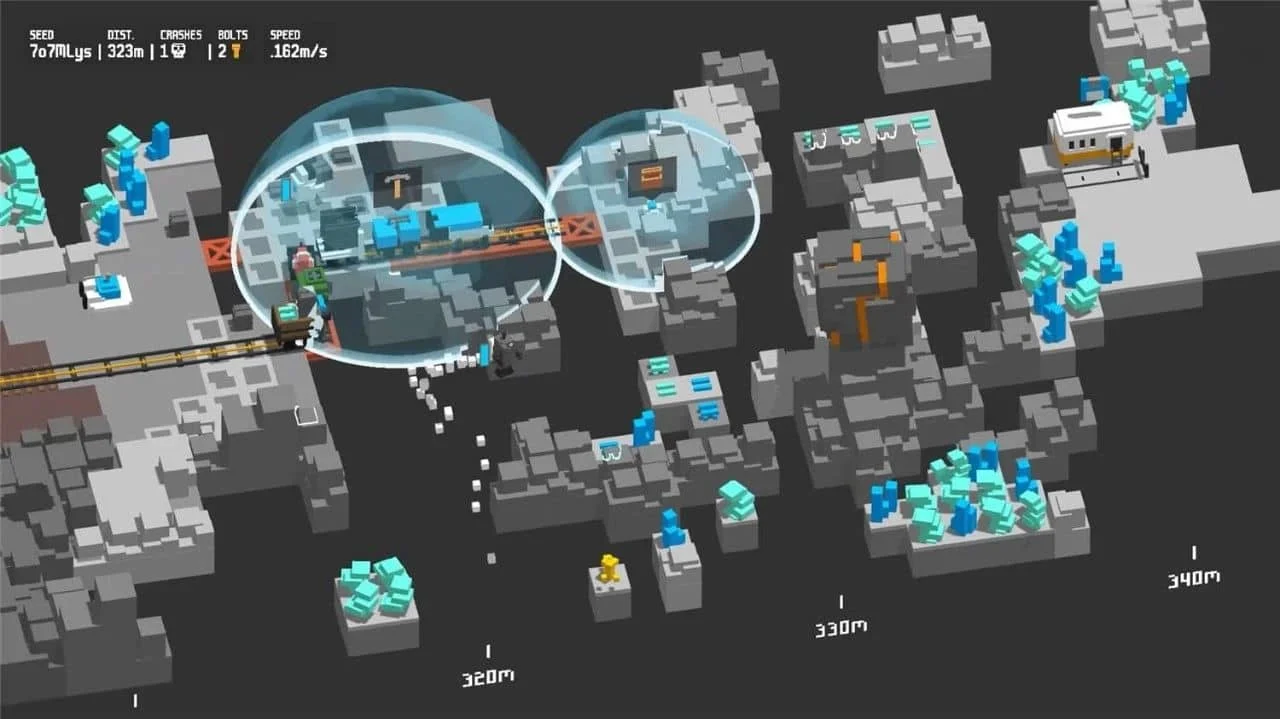 SEED DIST. CRASHES BOLTS SPEED
7o7MLys | 323m | 1 | 2 .162m/s
340m
330m
320m